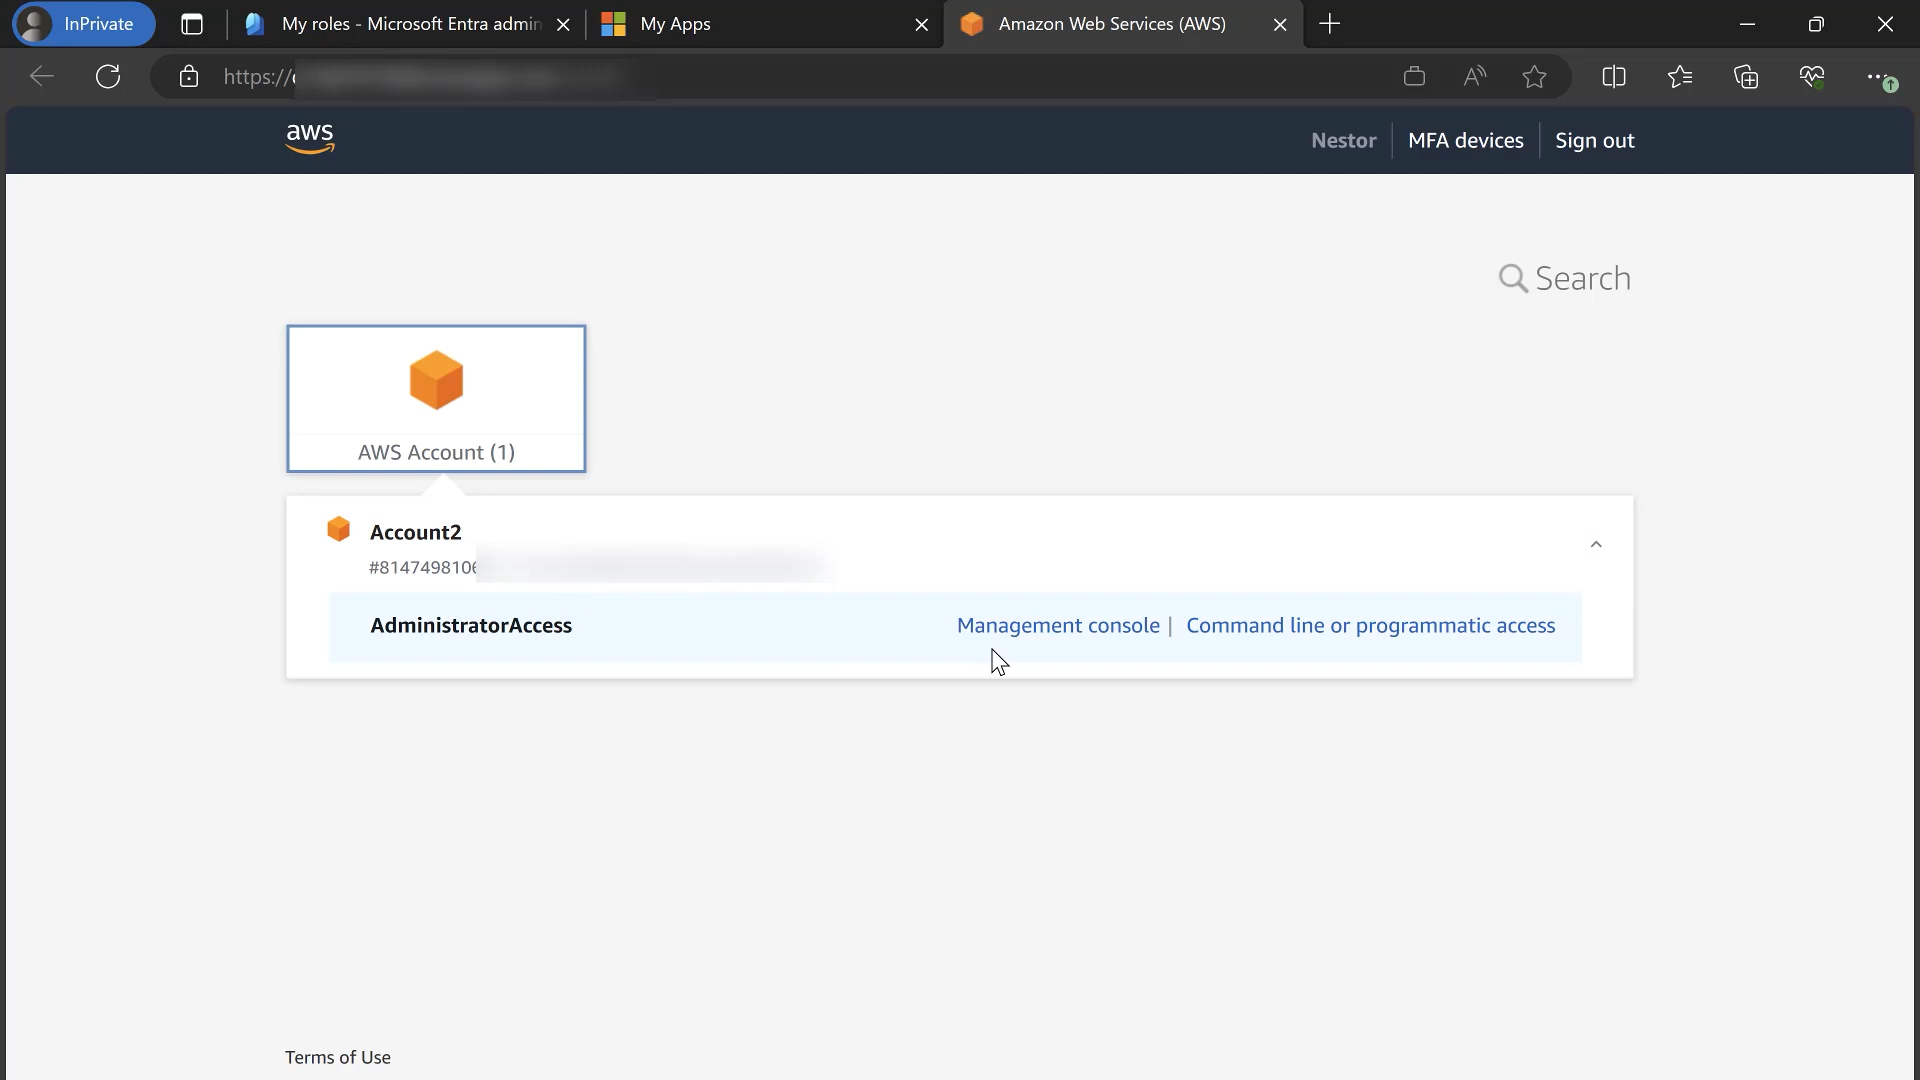 InPrivate
My roles - Microsoft Entra admin
My Apps
Amazon Web Services (AWS)
https://
aws
Nestor
MFA devices
Sign out
Search
AWS Account (1)
Account2
#814749810
AdministratorAccess
Management console | Command line or programmatic access
Terms of Use